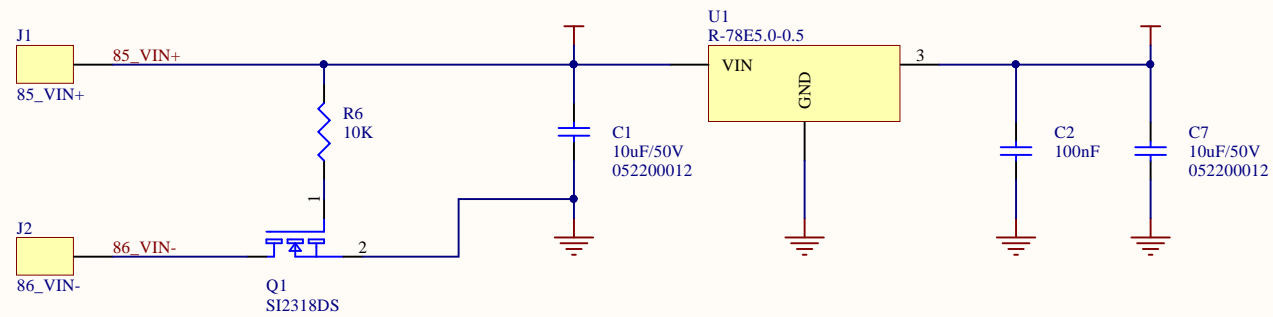 J1
85_VIN+
85_VIN+
R6
10K
1
J2
86_VIN-
86_VIN-
2
Q1
SI2318DS
C1
10uF/50V
052200012
U1
R-78E5.0-0.5
VIN
GND
3
C2
100nF
C7
10uF/50V
052200012